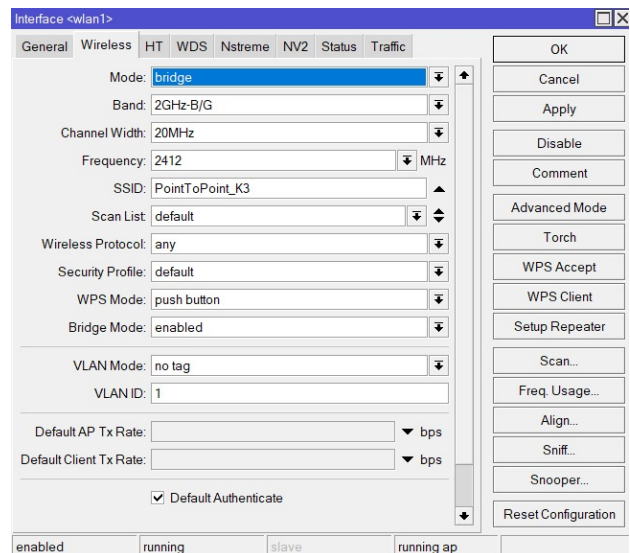 Interface <wlan1>
General Wireless HT WDS Nstreme NV2 Status Traffic
Mode: bridge
Band: 2GHz-B/G
Channel Width: 20MHz
Frequency: 2412 MHz
SSID: PointToPoint_K3
Scan List: default
Wireless Protocol: any
Security Profile: default
WPS Mode: push button
Bridge Mode: enabled
VLAN Mode: no tag
VLAN ID: 1
Default AP Tx Rate: bps
Default Client Tx Rate: bps
Default Authenticate
OK
Cancel
Apply
Disable
Comment
Advanced Mode
Torch
WPS Accept
WPS Client
Setup Repeater
Scan...
Freq. Usage...
Align...
Sniff...
Snooper...
Reset Configuration
enabled running slave running ap